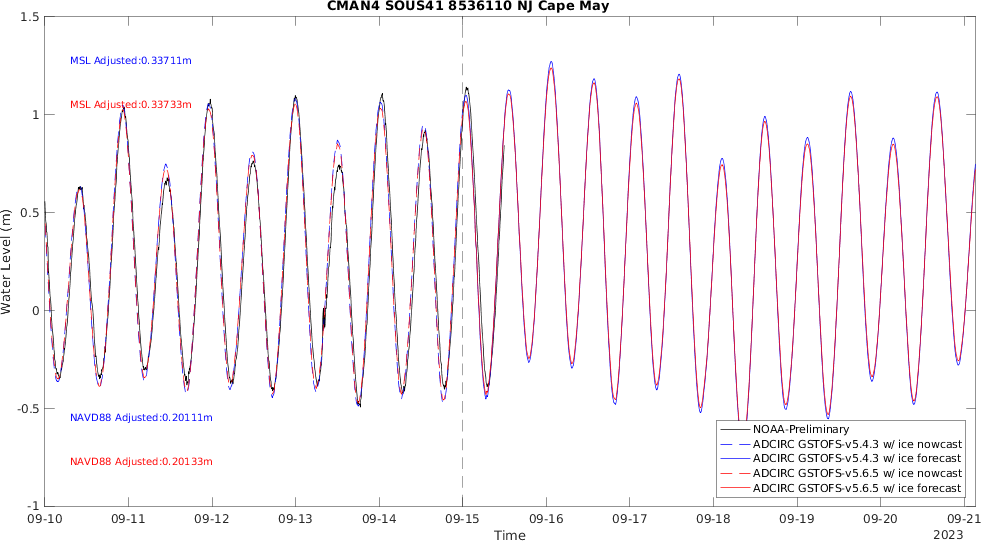 CMAN4 SOUS41 8536110 NJ Cape May
1.5
1
0.5
0
-0.5
-1
Water Level (m)
MSL Adjusted:0.33711m
MSL Adjusted:0.33733m
NAVD88 Adjusted:0.20111m
NAVD88 Adjusted:0.20133m
NOAA-Preliminary
ADCIRC GSTOFS-v5.4.3 w/ ice nowcast
ADCIRC GSTOFS-v5.4.3 w/ ice forecast
ADCIRC GSTOFS-v5.6.5 w/ ice nowcast
ADCIRC GSTOFS-v5.6.5 w/ ice forecast
09-10 09-11 09-12 09-13 09-14 09-15 09-16 09-17 09-18 09-19 09-20 09-21
Time
2023